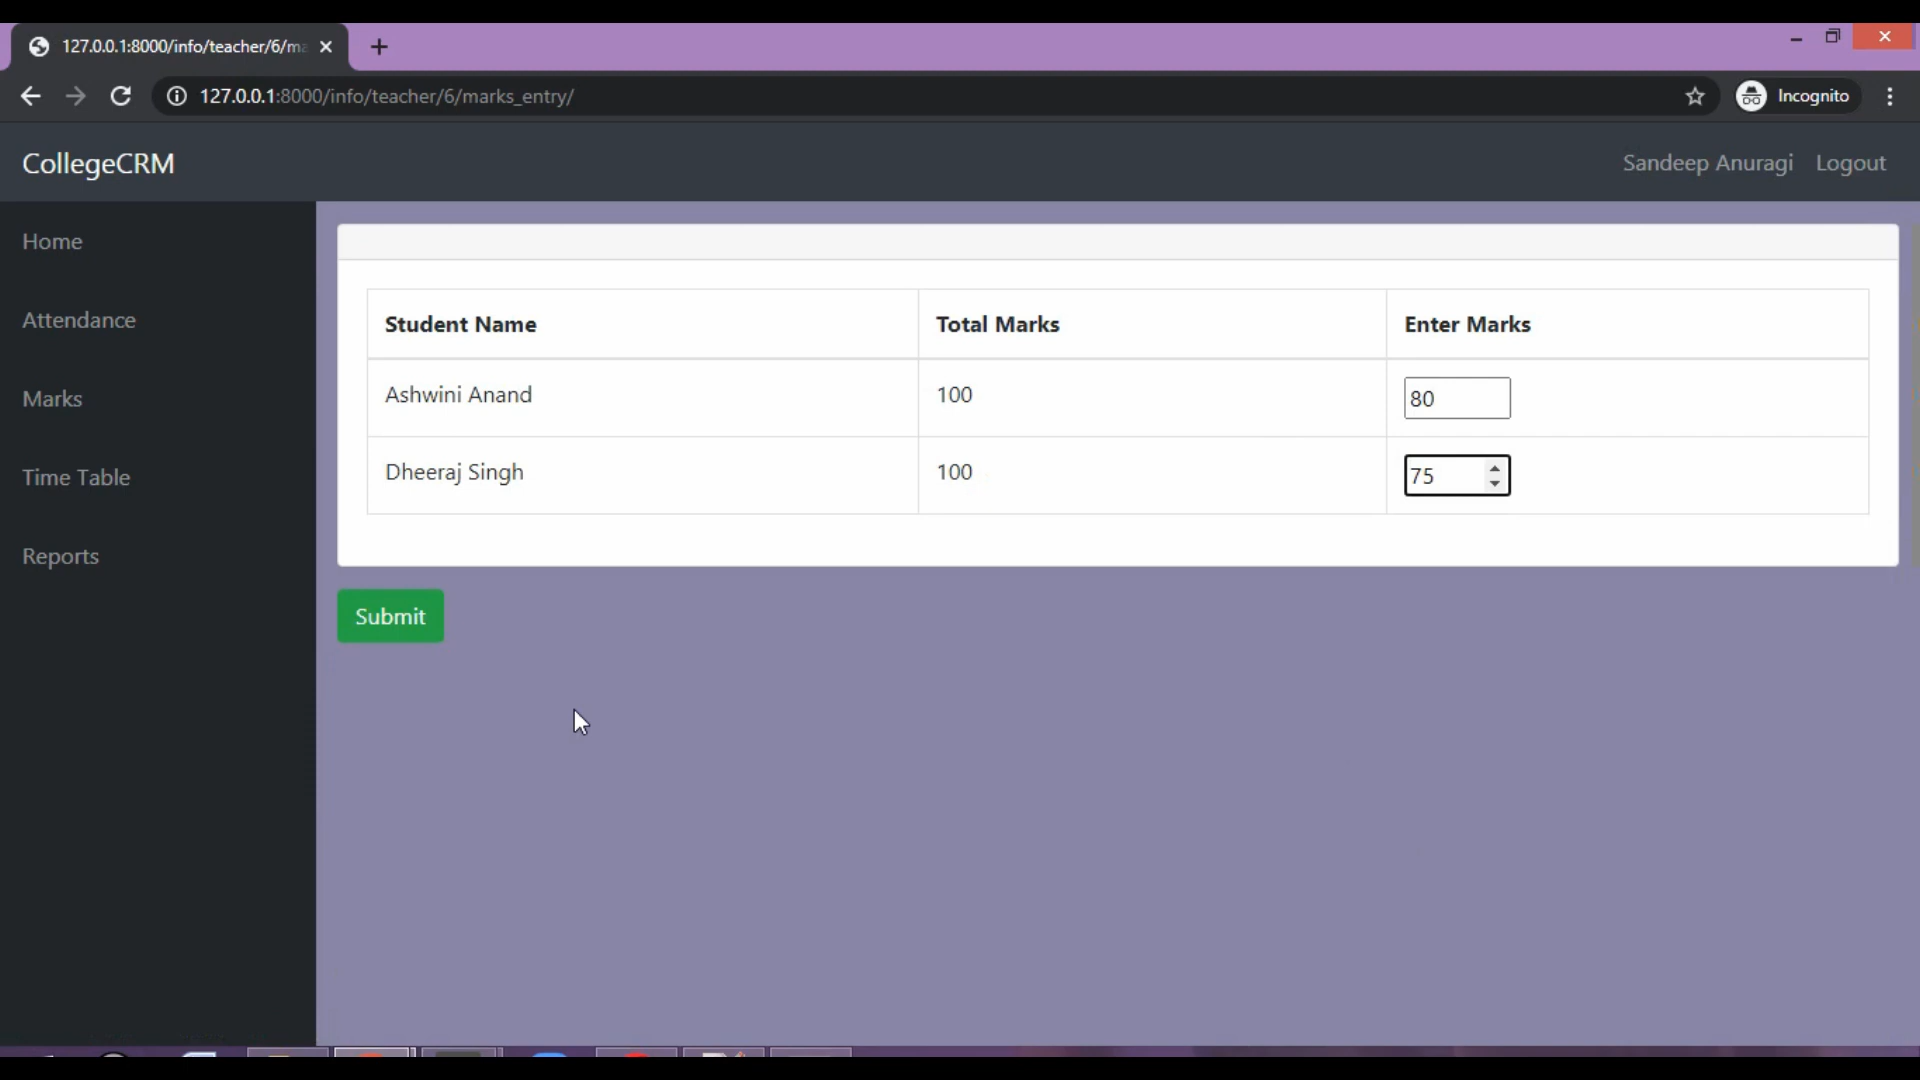 127.0.0.1:8000/info/teacher/6/ma
127.0.0.1:8000/info/teacher/6/marks_entry/
Incognito
CollegeCRM
Sandeep Anuragi Logout
Home
Attendance
Marks
Time Table
Reports
Student Name Total Marks Enter Marks
Ashwini Anand 100 80
Dheeraj Singh 100 75
Submit